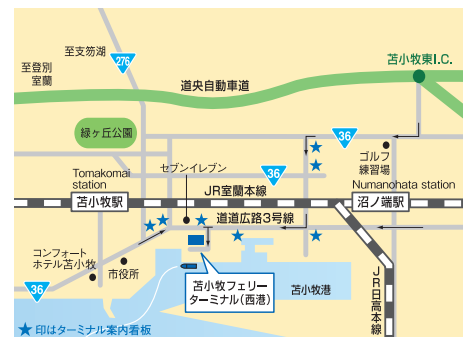 至支笏湖
至登別
室蘭
276
苫小牧東I.C.
道央自動車道
緑ヶ丘公園
36
ゴルフ
練習場
セブンイレブン
36
Tomakomai
station
JR室蘭本線
Numanohata station
苫小牧駅
沼ノ端駅
道道広路3号線
コンフォート
ホテル苫小牧
市役所
苫小牧フェリー
ターミナル(西港)
苫小牧港
JR日高本線
36
★印はターミナル案内看板